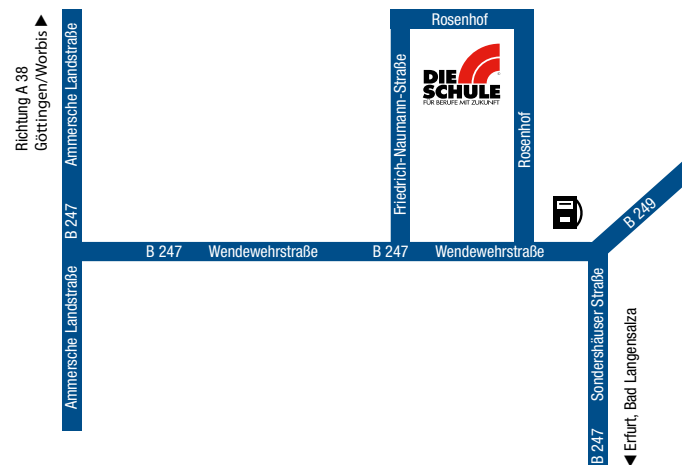 Richtung A 38
Göttingen/Worbis ▶
Ammersche Landstraße
B 247
Ammersche Landstraße
B 247
Wendewehrstraße
B 247
Wendewehrstraße
Friedrich-Naumann-Straße
Rosenhof
DIE
SCHULE
FÜR BERUFE MIT ZUKUNFT
Rosenhof
B 249
Sondershäuser Straße
B 247
◀ Erfurt, Bad Langensalza